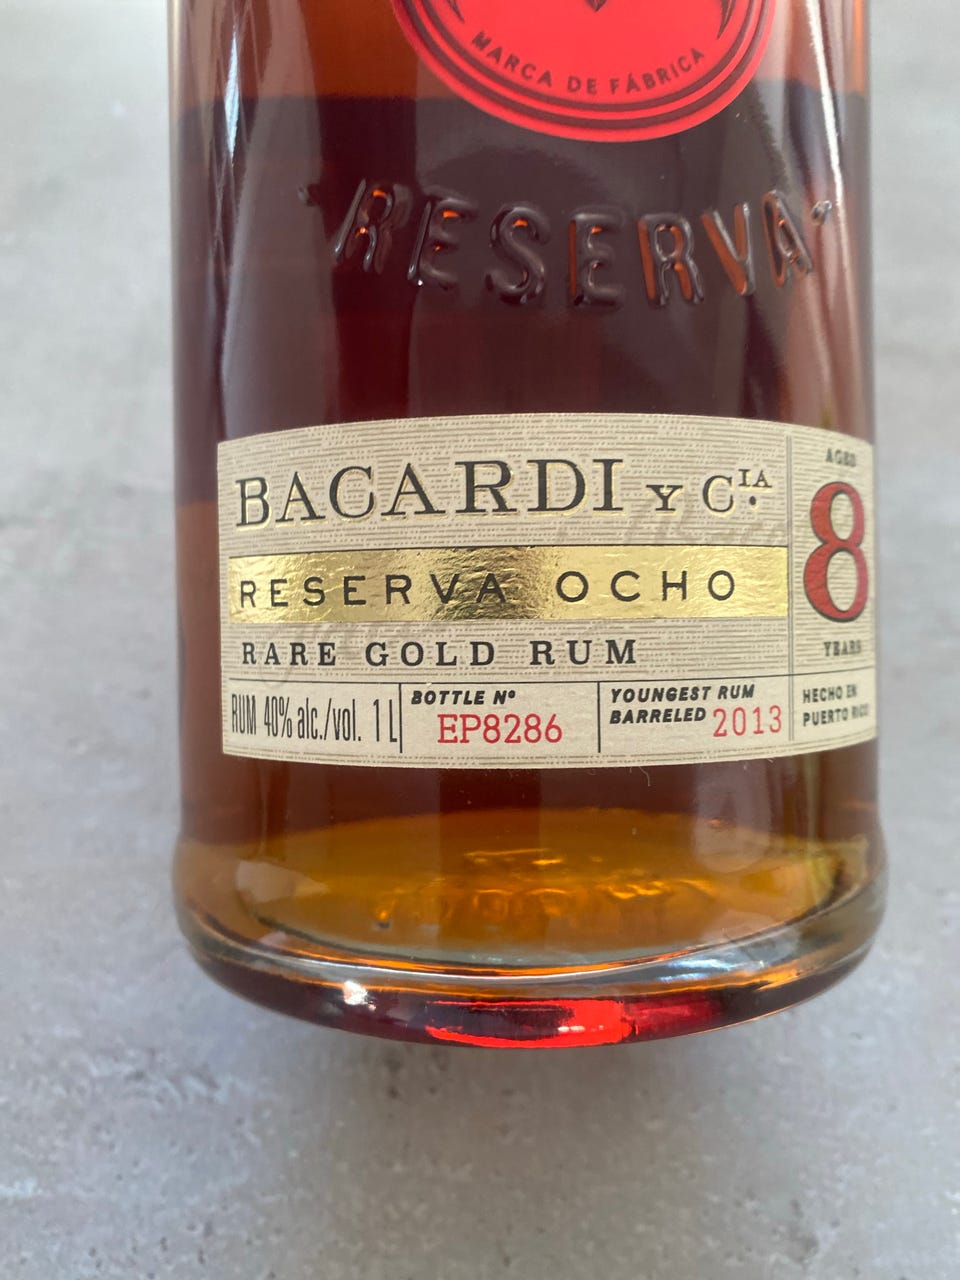 MARCA DE FÁBRICA
"RESERVA"
BACARDI Y CIA.
RESERVA OCHO
RARE GOLD RUM
RUM 40% alc./vol. 1 L
BOTTLE Nº
EP8286
YOUNGEST RUM
BARRELED 2013
AGED
8
YEARS
HECHO EN
PUERTO RICO